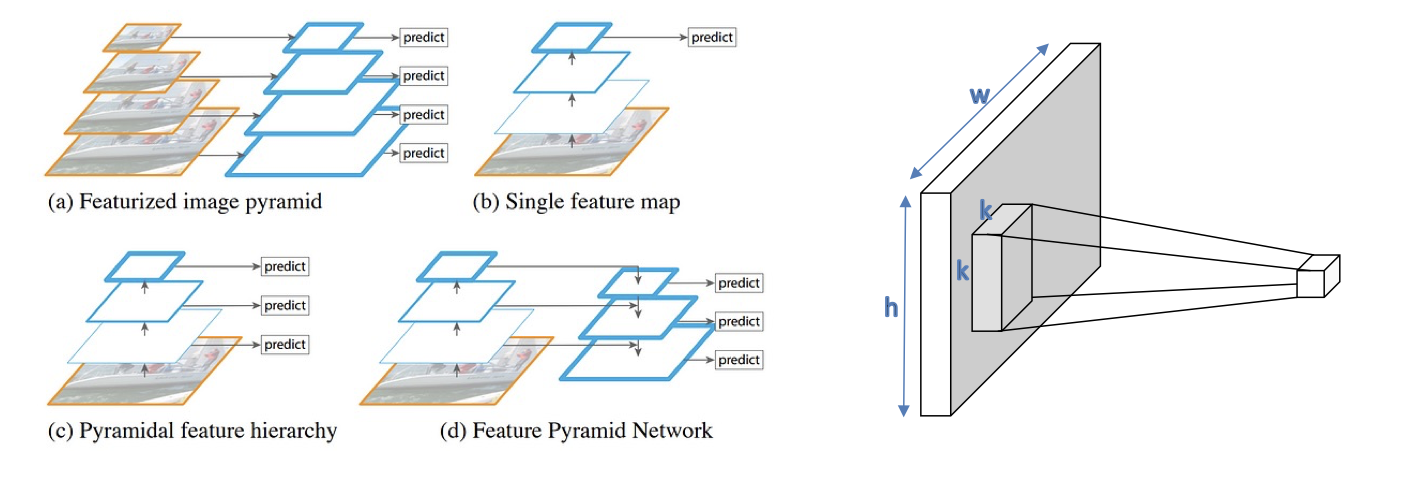 predict
predict
predict
predict
(a) Featurized image pyramid
predict
(b) Single feature map
predict
predict
predict
(c) Pyramidal feature hierarchy
predict
predict
predict
(d) Feature Pyramid Network
w
k
k
h